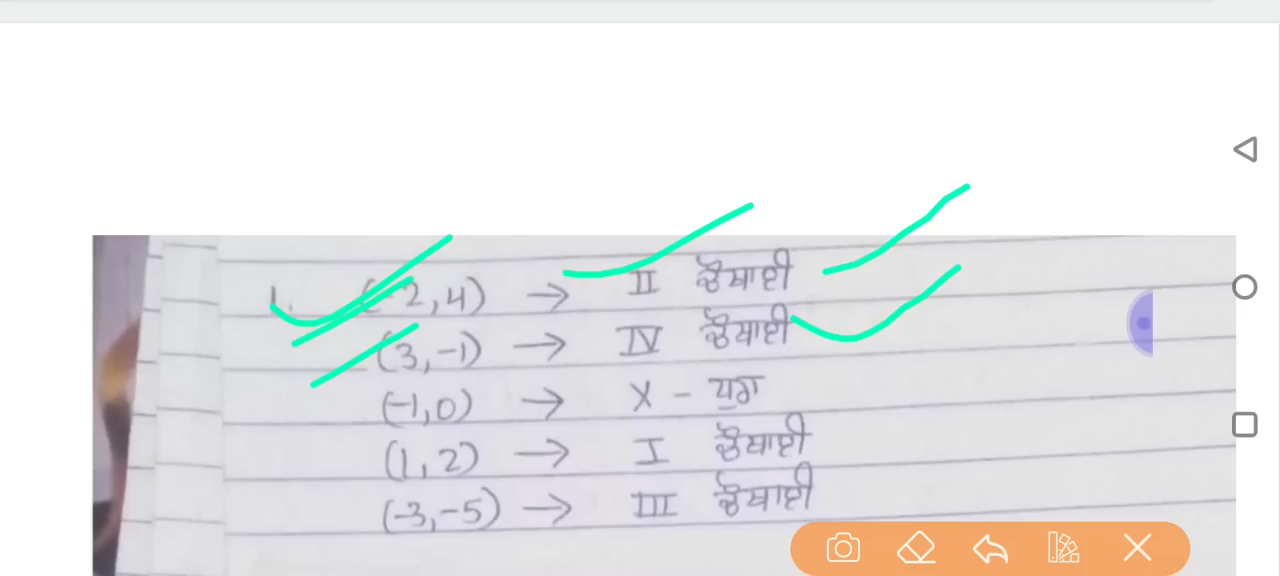 1. (-2,4) → II ਚੌਥਾਈ
(3,-1) → IV ਚੌਥਾਈ
(-1,0) → X - ਧੁਰਾ
(1,2) → I ਚੌਥਾਈ
(-3,-5) → III ਚੌਥਾਈ